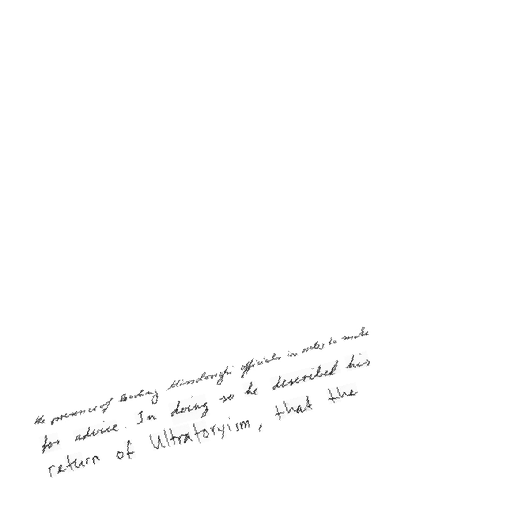 the presence of leading officials in order to make
for advice. In doing so he described his
return of Ultratoryism, that the